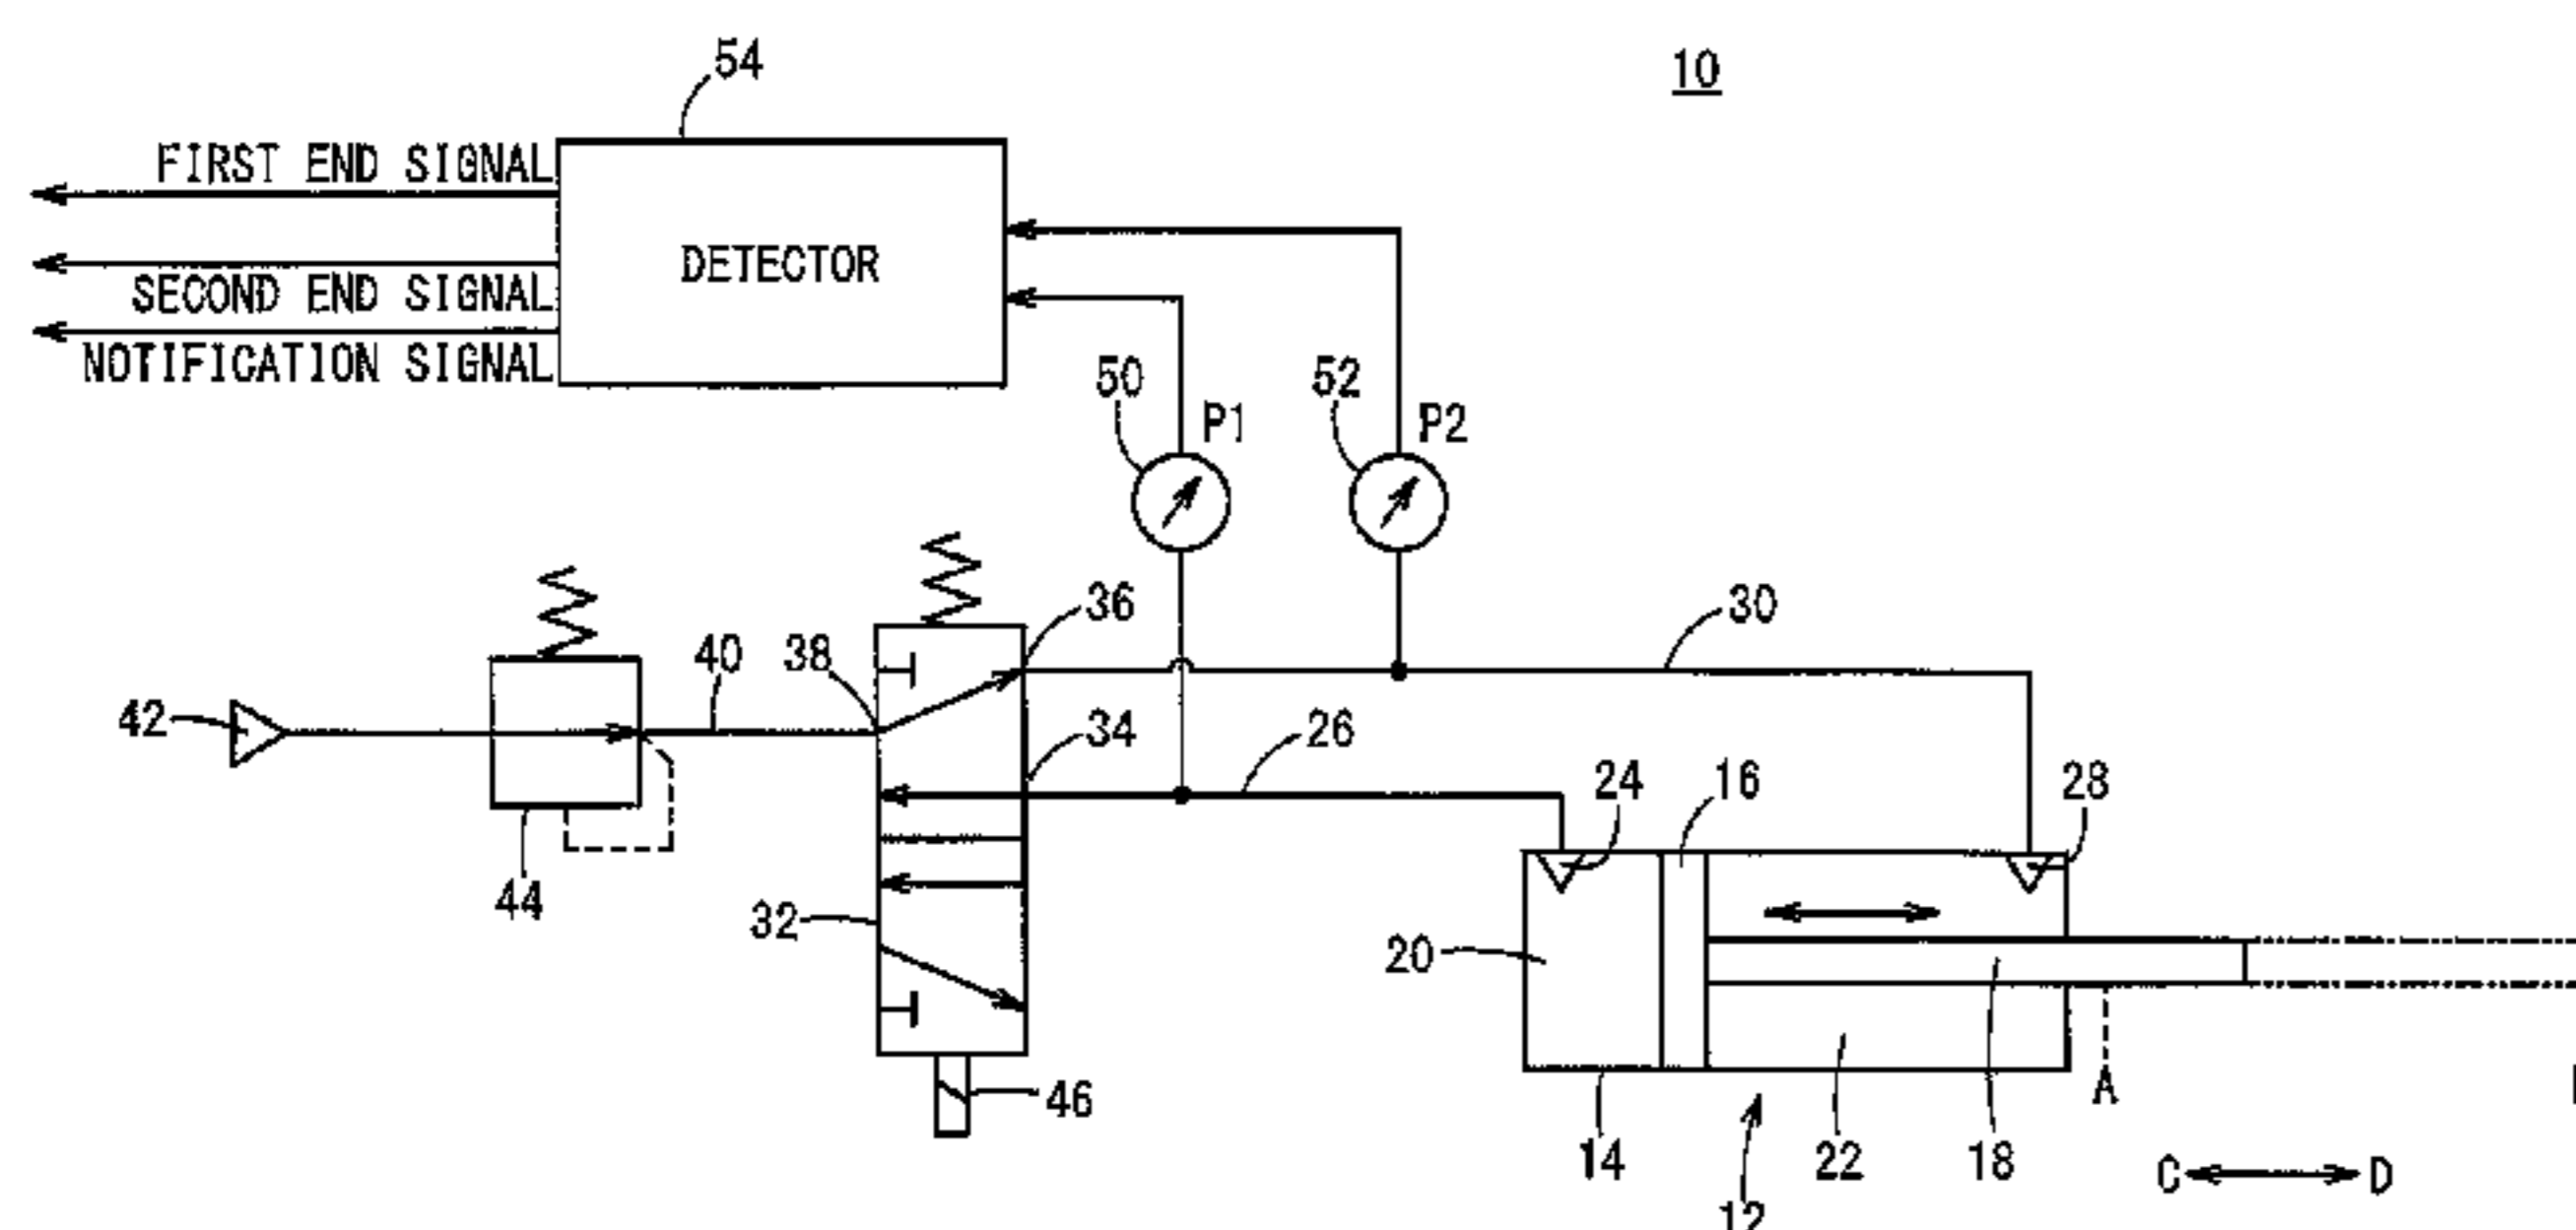 54
10
FIRST END SIGNAL
DETECTOR
SECOND END SIGNAL
NOTIFICATION SIGNAL
50
P1
52
P2
36
30
40
38
42
34
26
24
16
28
44
32
20
46
A
14
22
18
C
D
12